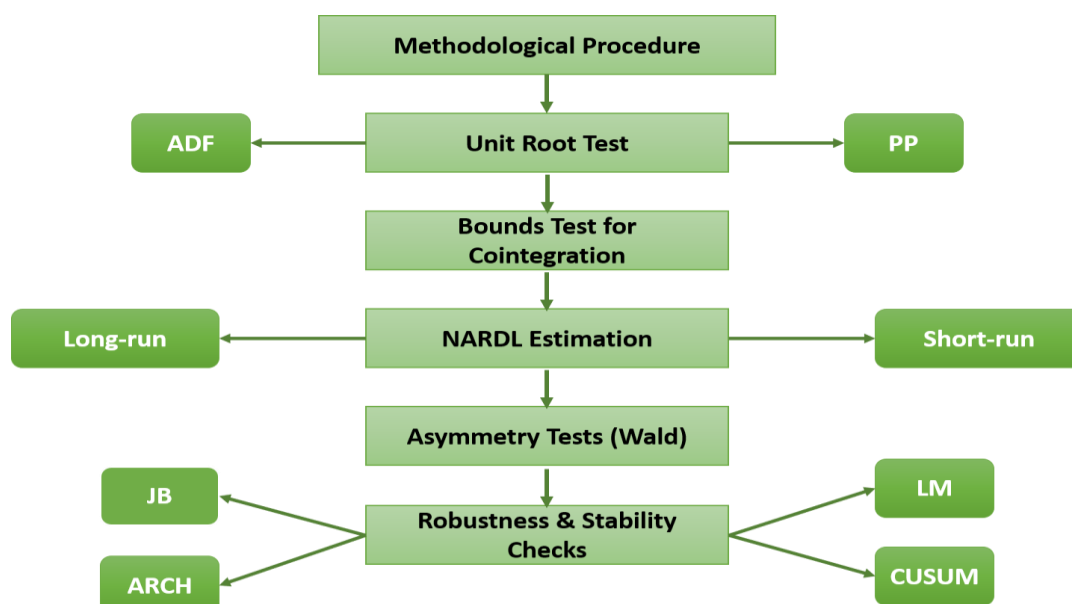 Methodological Procedure
ADF
Unit Root Test
PP
Bounds Test for
Cointegration
Long-run
NARDL Estimation
Short-run
Asymmetry Tests (Wald)
JB
LM
Robustness & Stability
Checks
ARCH
CUSUM